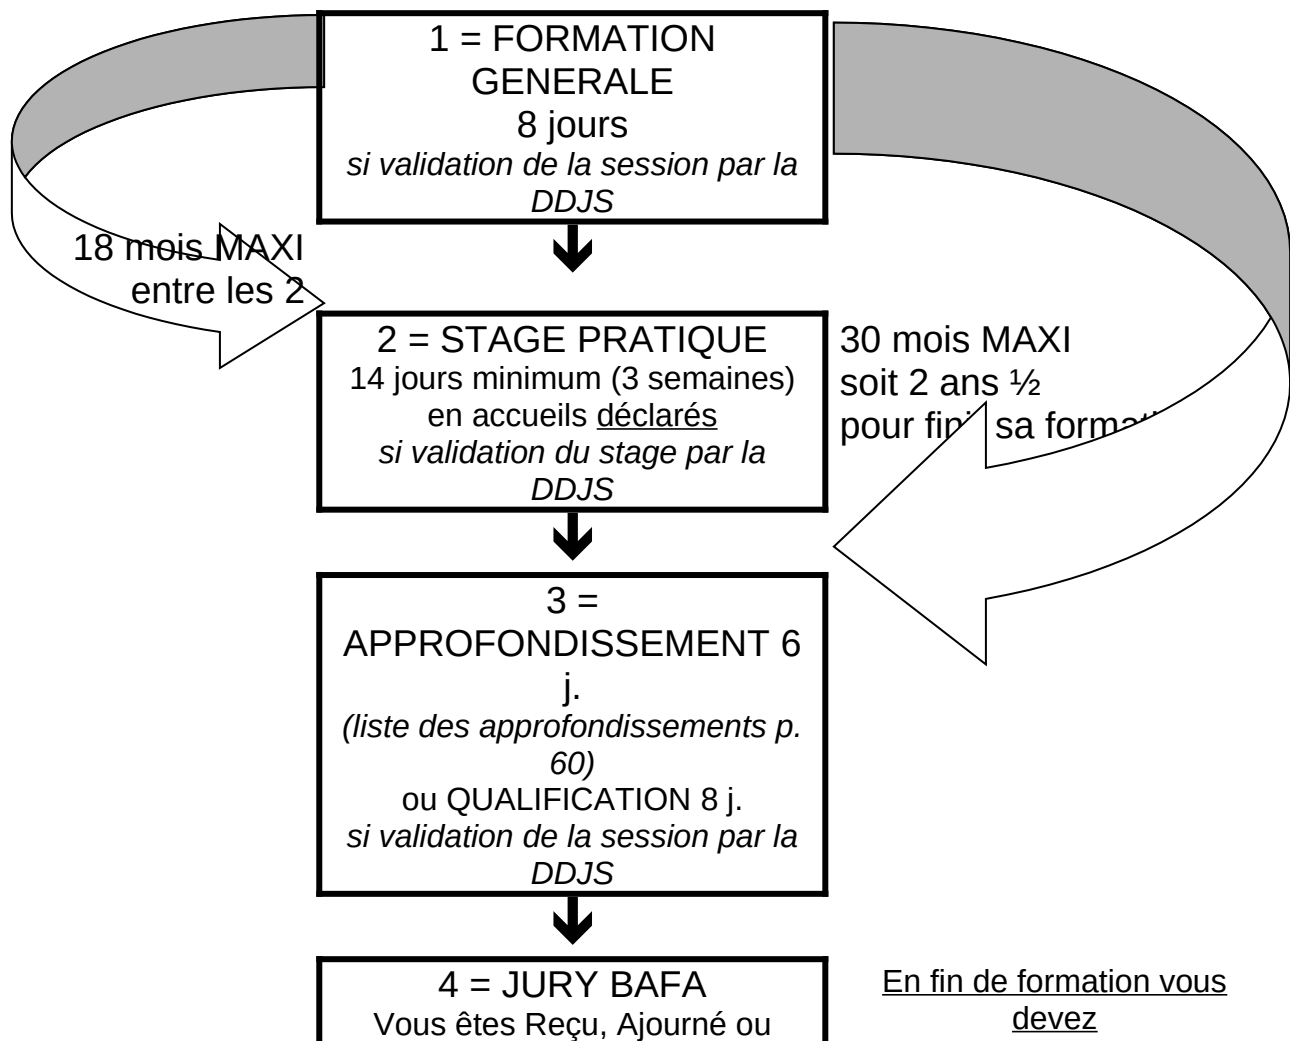 1 = FORMATION
GENERALE
8 jours
si validation de la session par la
DDJS
18 mois MAXI
entre les 2
2 = STAGE PRATIQUE
14 jours minimum (3 semaines)
en accueils déclarés
si validation du stage par la
DDJS
30 mois MAXI
soit 2 ans ½
pour finir sa
3 =
APPROFONDISSEMENT 6
j.
(liste des approfondissements p.
60)
ou QUALIFICATION 8 j.
si validation de la session par la
DDJS
4 = JURY BAFA
Vous êtes Reçu, Ajourné ou
En fin de formation vous
devez